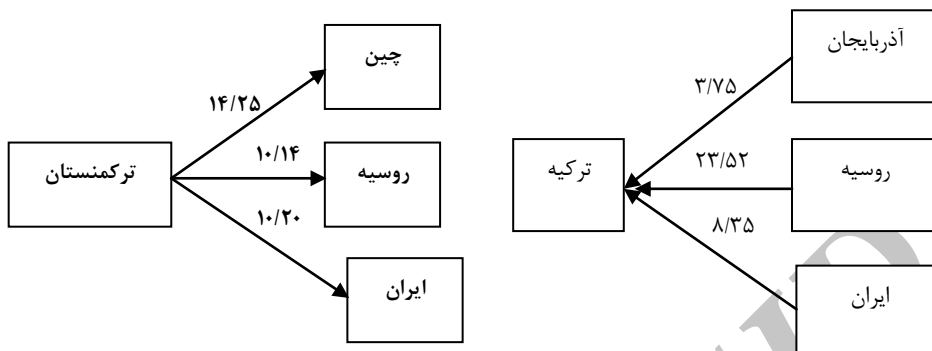 چین
۱۴/۲۵
ترکمنستان
۱۰/۱۴
روسیه
۱۰/۲۰
ایران
آذربایجان
۳/۷۵
ترکیه
۲۳/۵۲
روسیه
۸/۳۵
ایران